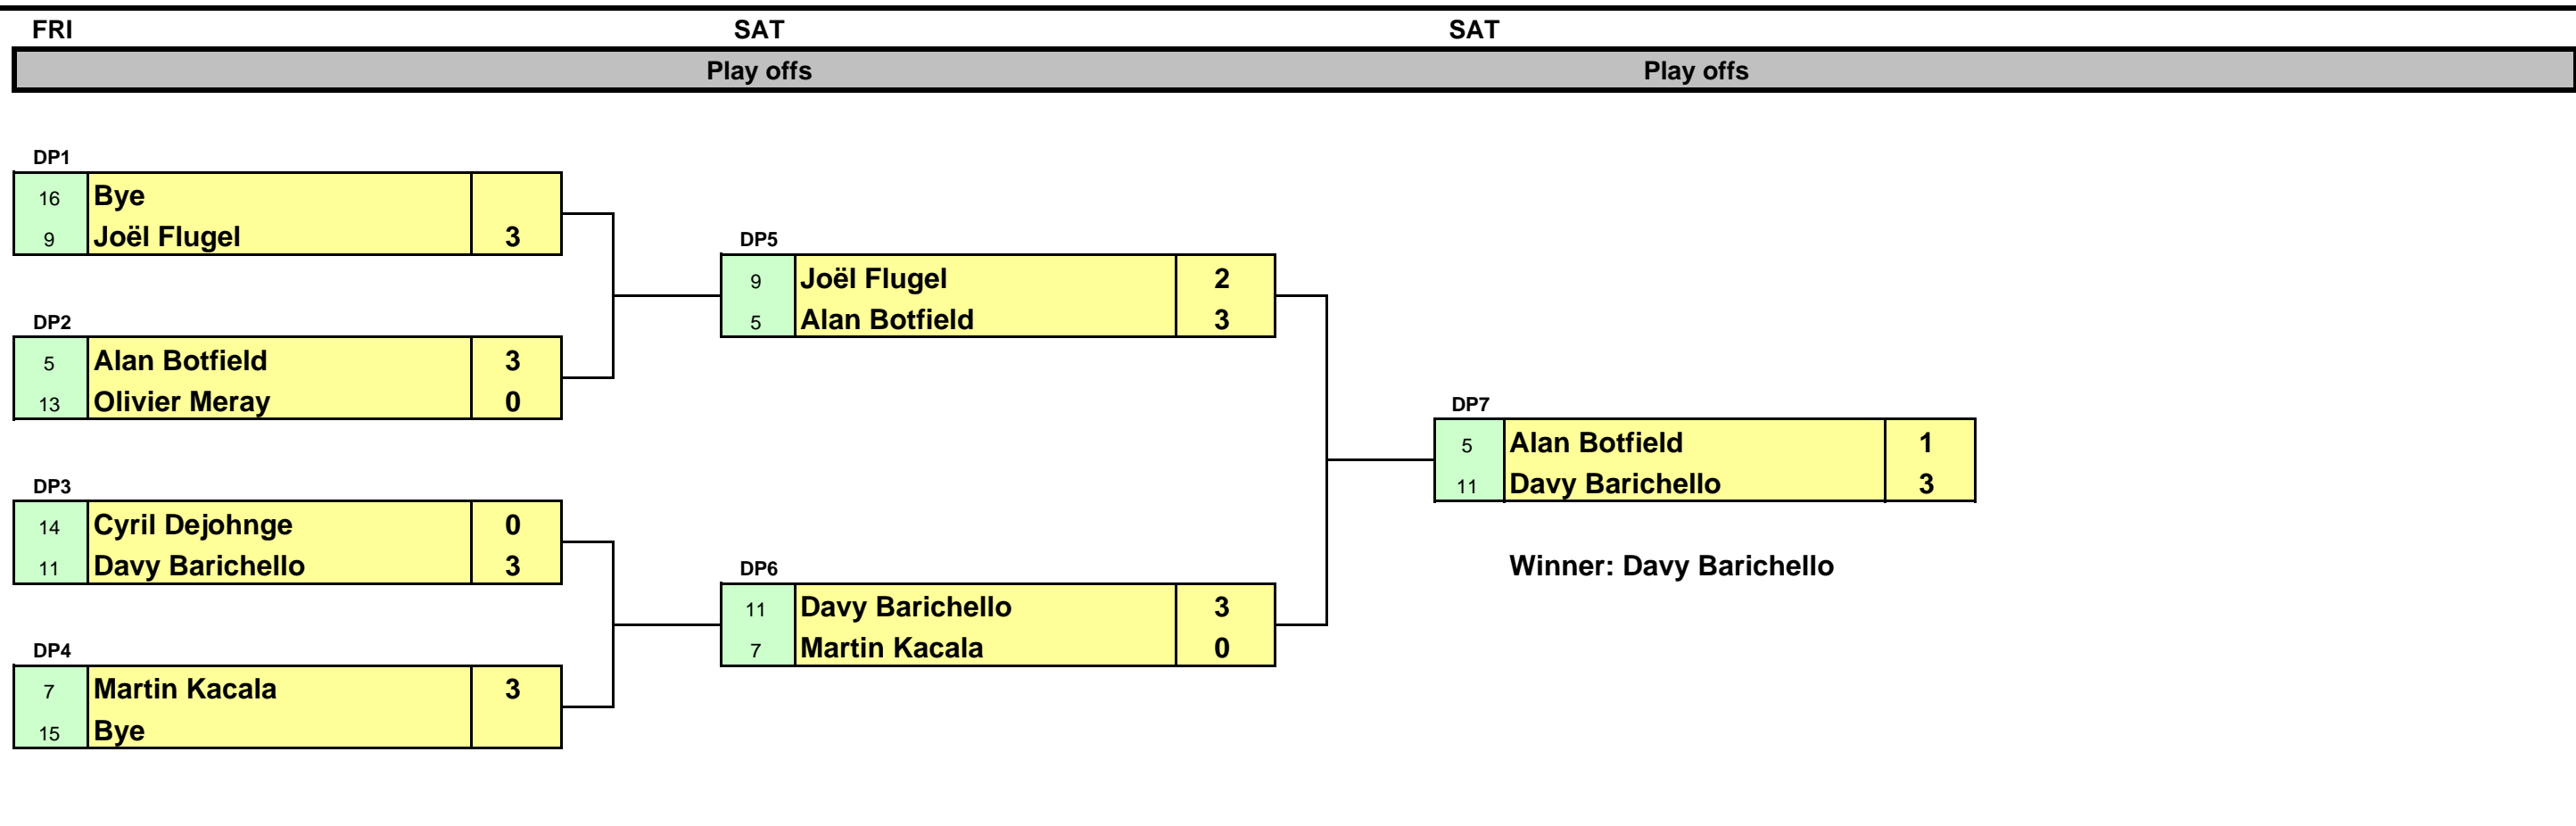 FRI SAT SAT
Play offs Play offs
DP1
16 Bye
9 Joël Flugel 3
DP2
5 Alan Botfield 3
13 Olivier Meray 0
DP3
14 Cyril Dejohnge 0
11 Davy Barichello 3
DP4
7 Martin Kacala 3
15 Bye
DP5
9 Joël Flugel 2
5 Alan Botfield 3
DP6
11 Davy Barichello 3
7 Martin Kacala 0
DP7
5 Alan Botfield 1
11 Davy Barichello 3
Winner: Davy Barichello